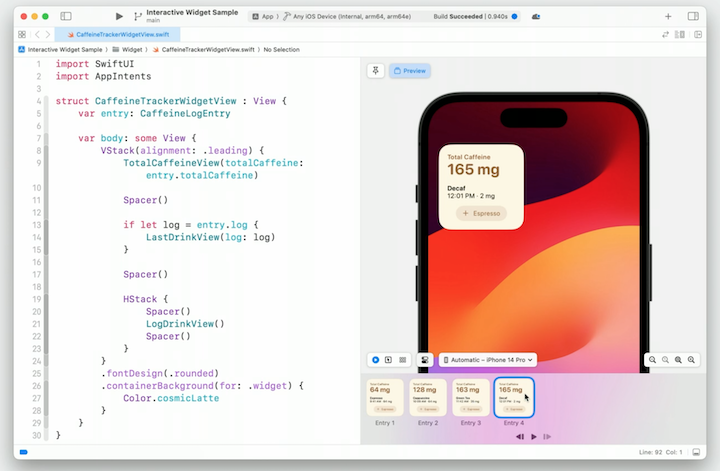 Interactive Widget Sample
main
App 〉 Any iOS Device (Internal, arm64, arm64e)
Build Succeeded | 0.940s
CaffeineTrackerWidgetView.swift
Interactive Widget Sample 〉 Widget 〉 CaffeineTrackerWidgetView.swift 〉 No Selection
1 import SwiftUI
2 import AppIntents
3
4 struct CaffeineTrackerWidgetView : View {
5 var entry: CaffeineLogEntry
6
7 var body: some View {
8 VStack(alignment: .leading) {
9 TotalCaffeineView(totalCaffeine:
entry.totalCaffeine)
10
11 Spacer()
12
13 if let log = entry.log {
14 LastDrinkView(log: log)
15 }
16
17 Spacer()
18
19 HStack {
20 Spacer()
21 LogDrinkView()
22 Spacer()
23 }
24 }
25 .fontDesign(.rounded)
26 .containerBackground(for: .widget) {
27 Color.cosmicLatte
28 }
29 }
30 }
Preview
Total Caffeine
165 mg
Decaf
12:01 PM · 2 mg
+ Espresso
Automatic – iPhone 14 Pro
Total Caffeine
64 mg
Espresso
Entry 1
Total Caffeine
128 mg
Espresso
Entry 2
Total Caffeine
163 mg
Espresso
Entry 3
Total Caffeine
165 mg
Decaf
Espresso
Entry 4
Line: 92 Col: 1